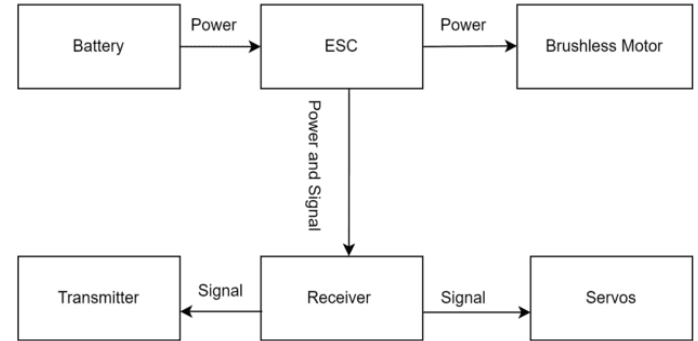 Power
Power
Battery
ESC
Brushless Motor
Power and Signal
Signal
Signal
Transmitter
Receiver
Servos